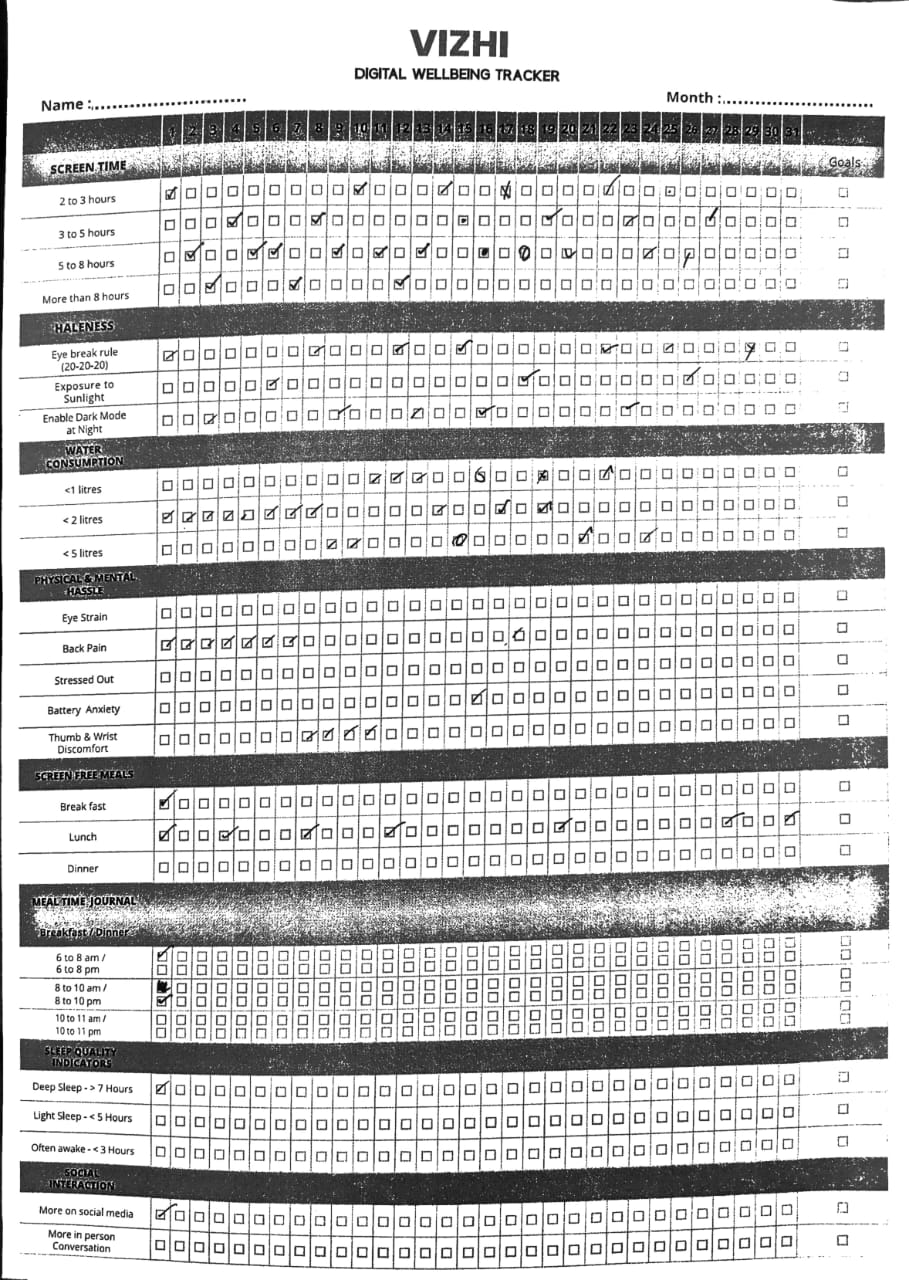 VIZHI
DIGITAL WELLBEING TRACKER
Name :
Month :
1 2 3 4 5 6 7 8 9 10 11 12 13 14 15 16 17 18 19 20 21 22 23 24 25 26 27 28 29 30 31
SCREEN TIME Goals
2 to 3 hours
3 to 5 hours
5 to 8 hours
More than 8 hours
HALENESS
Eye break rule
(20-20-20)
Exposure to
Sunlight
Enable Dark Mode
at Night
WATER
CONSUMPTION
<1 litres
< 2 litres
< 5 litres
PHYSICAL & MENTAL
HASSLE
Eye Strain
Back Pain
Stressed Out
Battery Anxiety
Thumb & Wrist
Discomfort
SCREEN FREE MEALS
Break fast
Lunch
Dinner
MEAL TIME JOURNAL
Breakfast / Dinner
6 to 8 am /
6 to 8 pm
8 to 10 am /
8 to 10 pm
10 to 11 am /
10 to 11 pm
SLEEP QUALITY
INDICATORS
Deep Sleep - > 7 Hours
Light Sleep - < 5 Hours
Often awake - < 3 Hours
SOCIAL
INTERACTION
More on social media
More in person
Conversation